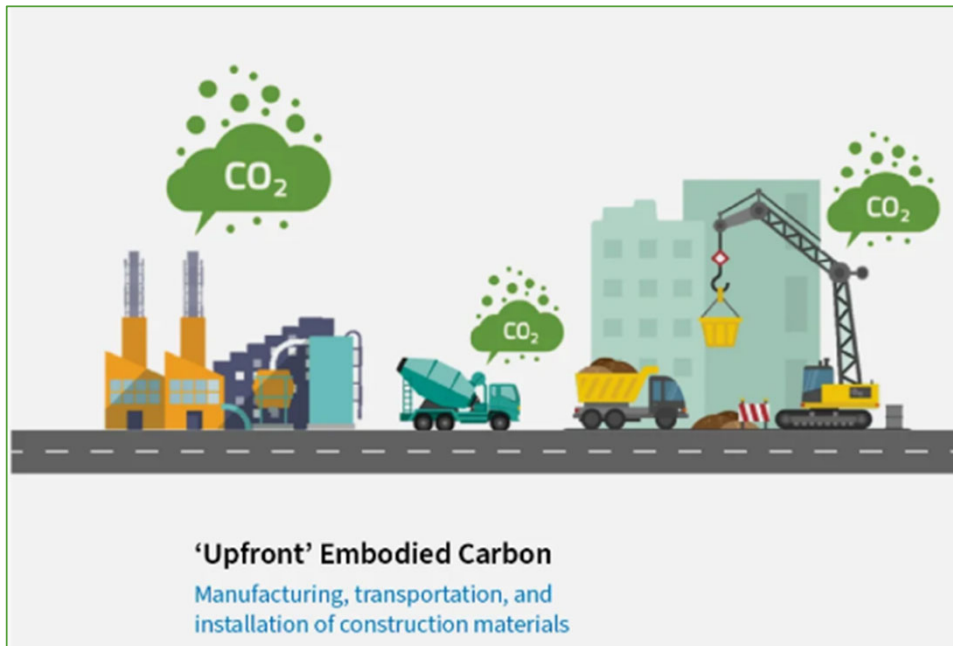 CO₂
CO₂
CO₂
‘Upfront’ Embodied Carbon
Manufacturing, transportation, and
installation of construction materials